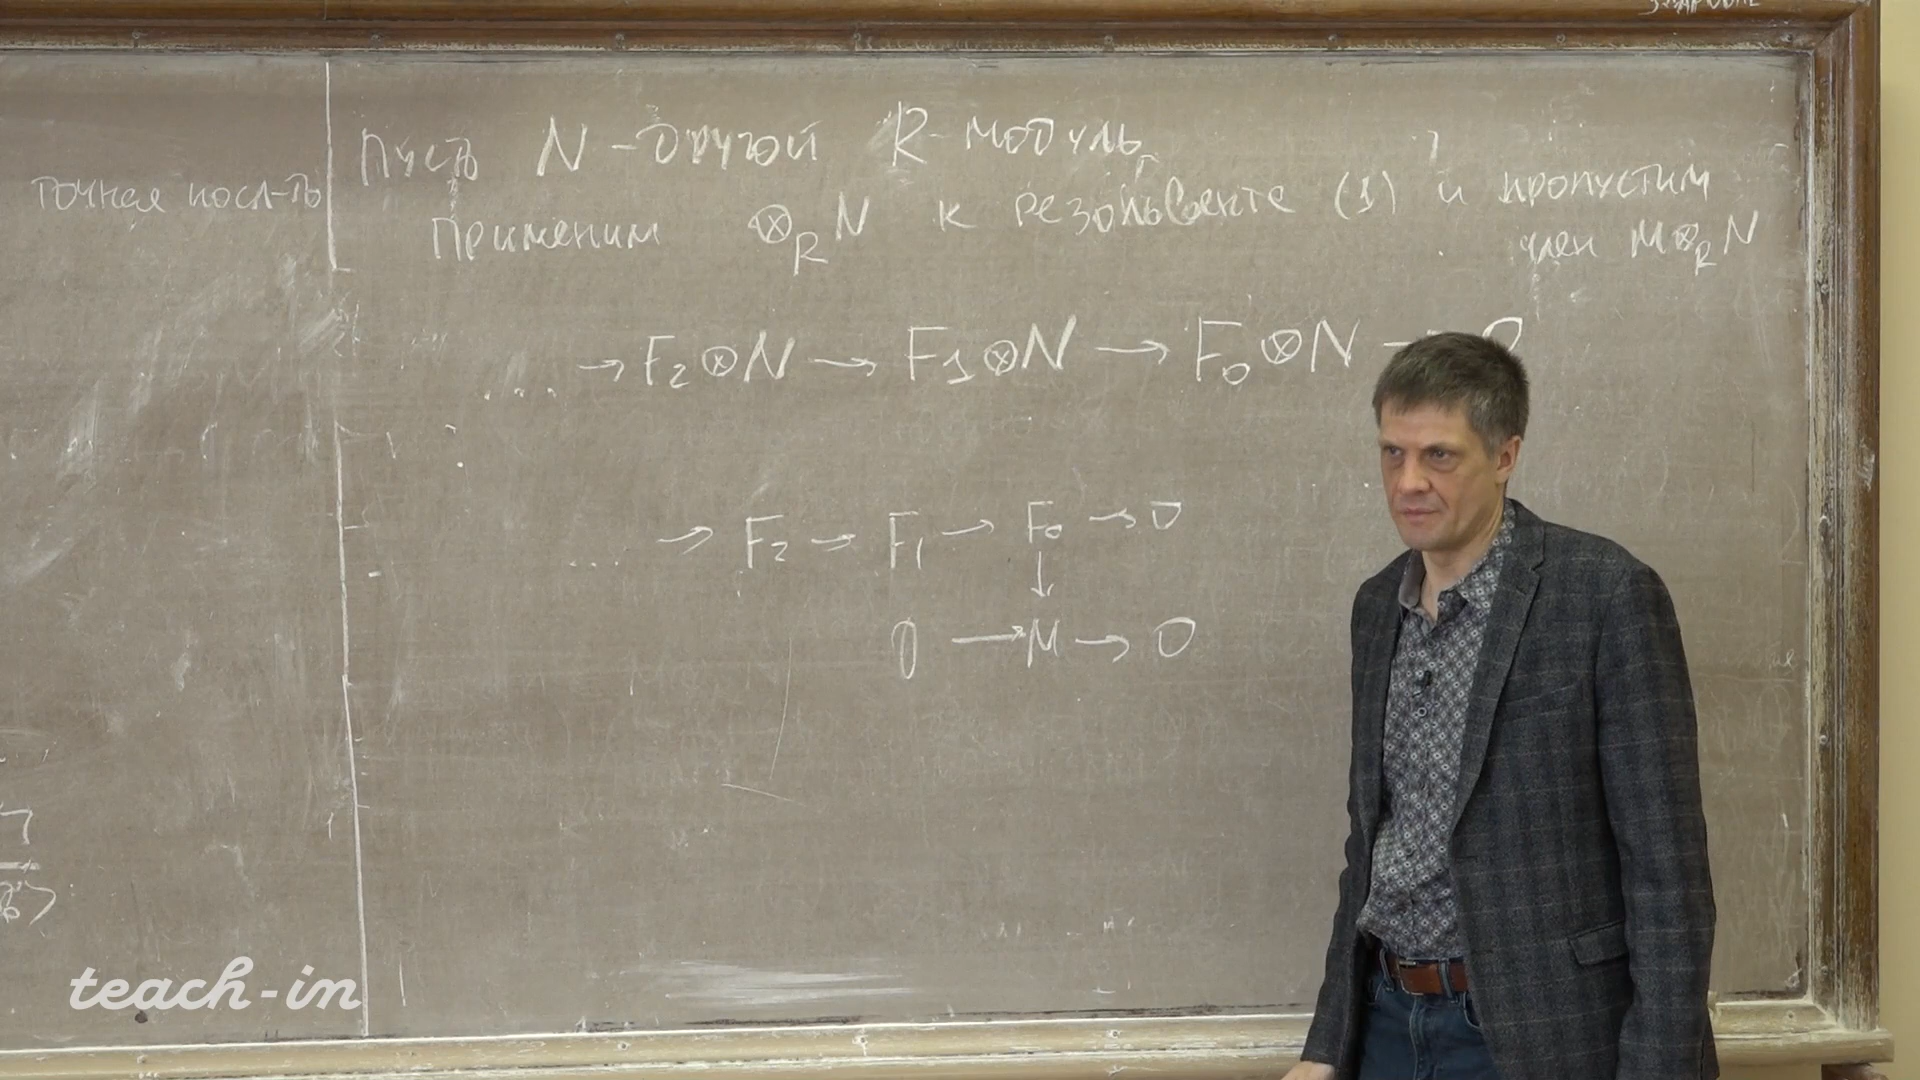 точная посл-ть
Пусть N - другой R-модуль,
Применим ⊗_R N к резольвенте (1) и пропустим
член M⊗_R N
... → F₂⊗N → F₁⊗N → F₀⊗N → 0
... → F₂ → F₁ → F₀ → 0
↓
0 → M → 0
teach-in